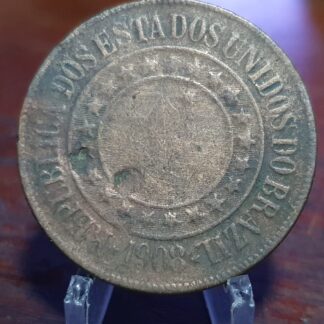 REPUBLICA DOS ESTADOS UNIDOS DO BRAZIL
1908